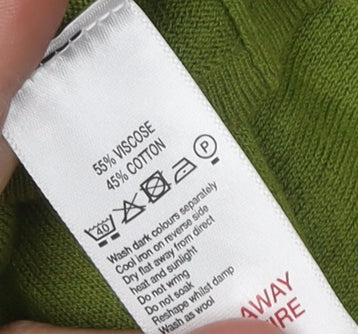 55% VISCOSE
45% COTTON
40 P
Wash dark colours separately
Cool iron on reverse side
Dry flat away from direct
heat and sunlight
Do not wring
Do not soak
Reshape whilst damp
Wash as wool
AWAY
IRE